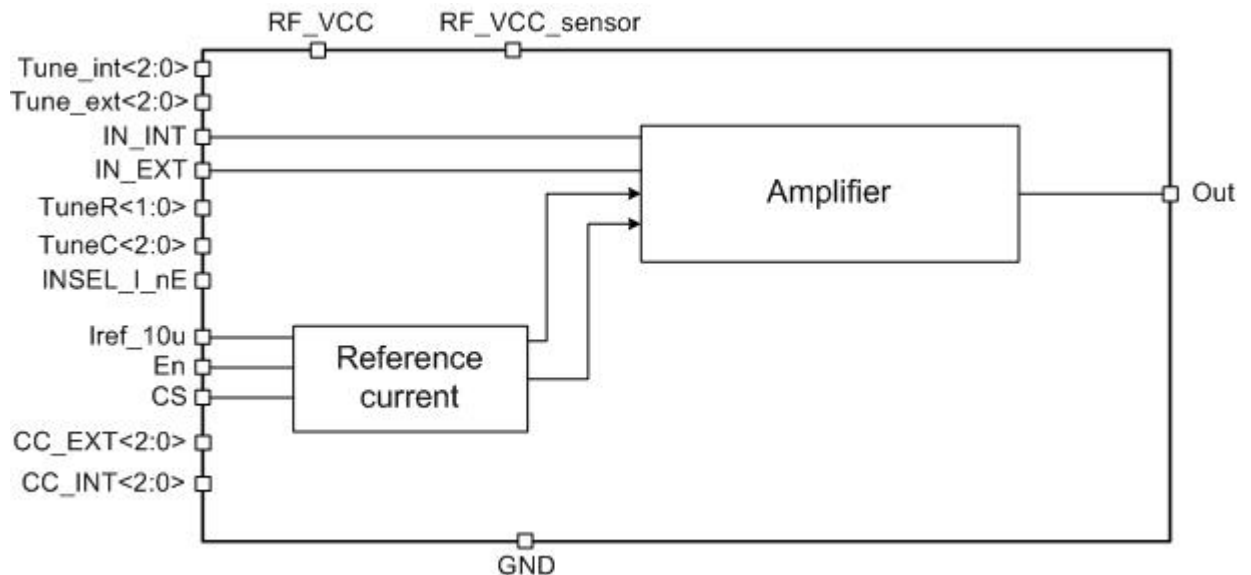 RF_VCC
RF_VCC_sensor
Tune_int<2:0>
Tune_ext<2:0>
IN_INT
IN_EXT
TuneR<1:0>
TuneC<2:0>
INSEL_I_nE
Iref_10u
En
CS
CC_EXT<2:0>
CC_INT<2:0>
Amplifier
Out
Reference
current
GND